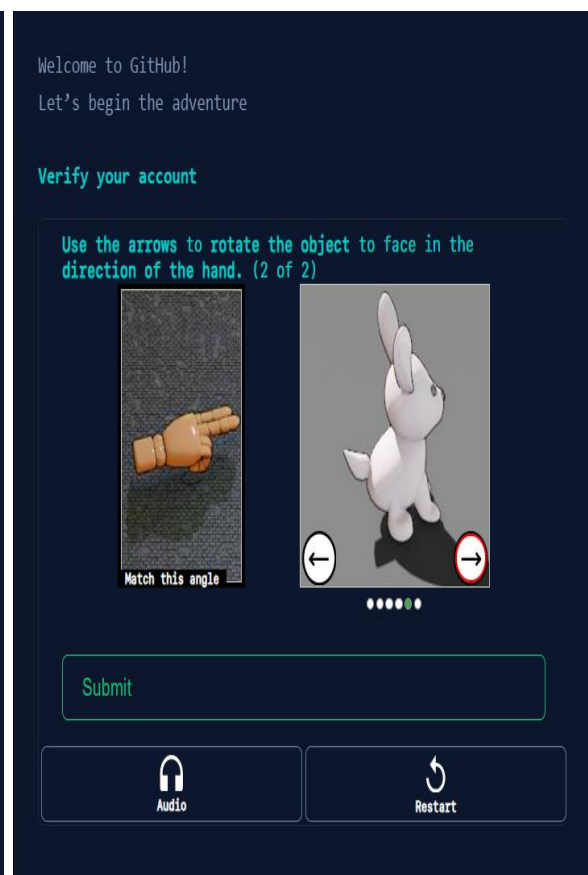 Welcome to GitHub!
Let’s begin the adventure
Verify your account
Use the arrows to rotate the object to face in the
direction of the hand. (2 of 2)
Match this angle
Submit
Audio
Restart